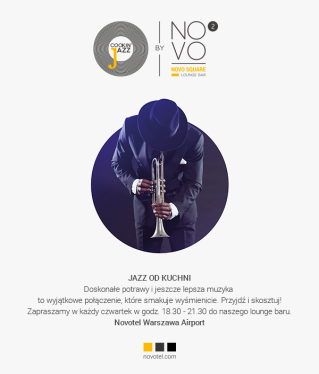 COOKIN'
JAZZ
BY
NOVO
2
NOVO SQUARE
LOUNGE BAR
JAZZ OD KUCHNI
Doskonałe potrawy i jeszcze lepsza muzyka
to wyjątkowe połączenie, które smakuje wyśmienicie. Przyjdź i skosztuj!
Zapraszamy w każdy czwartek w godz. 18.30 - 21.30 do naszego lounge baru.
Novotel Warszawa Airport
novotel.com